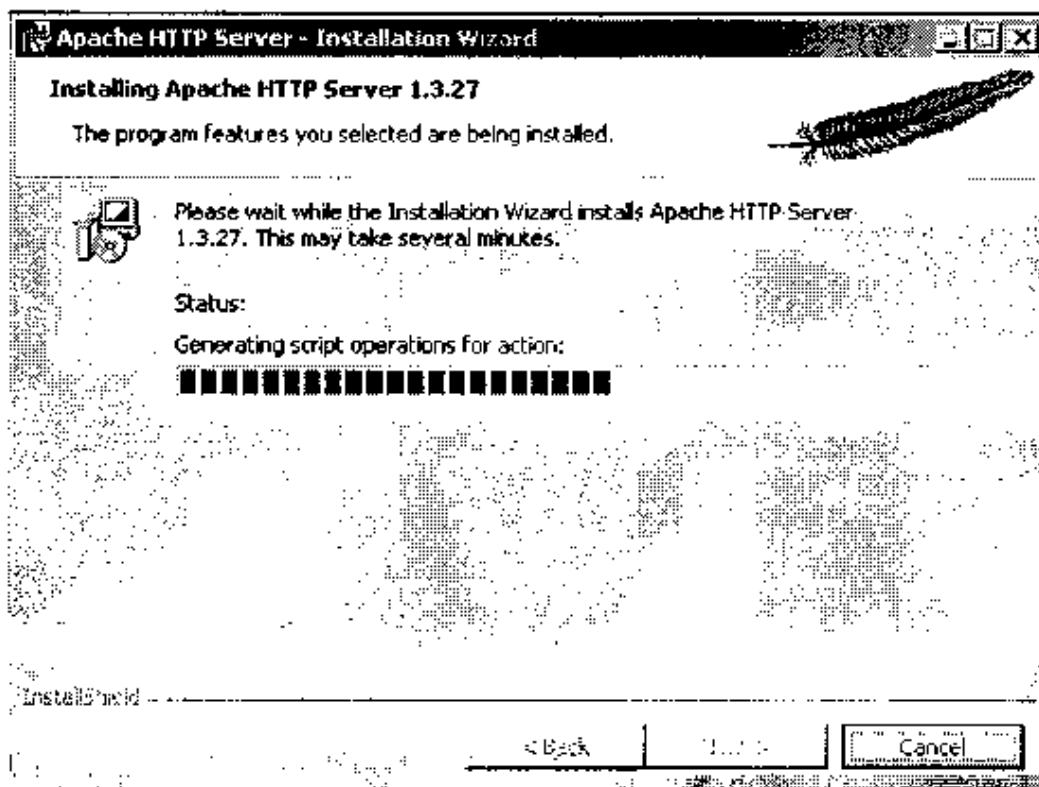 Apache HTTP Server - Installation Wizard
Installing Apache HTTP Server 1.3.27
The program features you selected are being installed.
Please wait while the Installation Wizard installs Apache HTTP Server
1.3.27. This may take several minutes.
Status:
Generating script operations for action:
InstallShield
< Back
Cancel